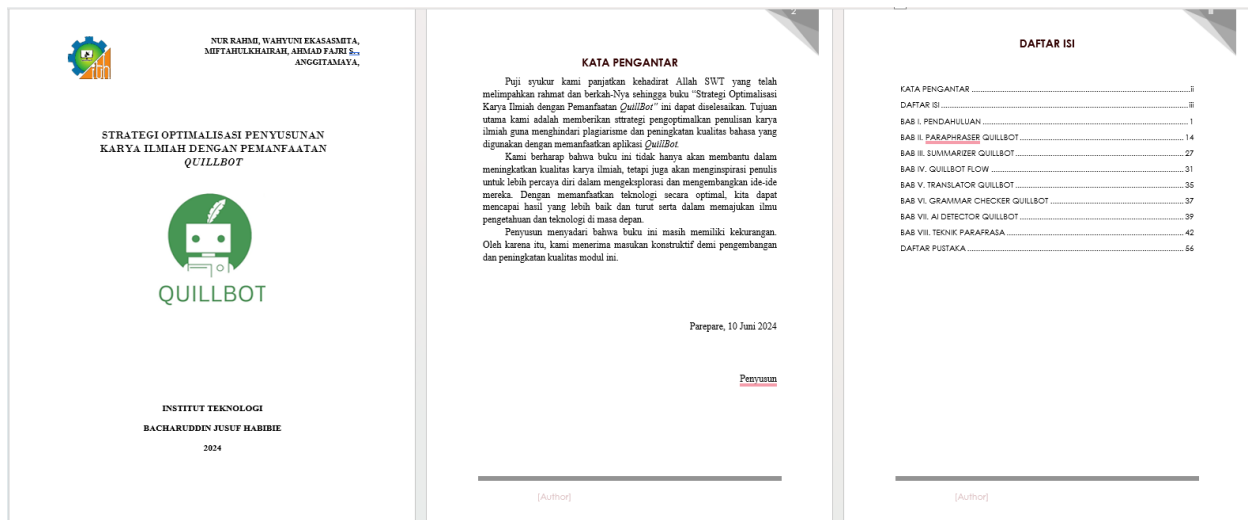 NUR RAHMI, WAHYUNI EKASASMITA,
MIFTAHULKHAIRAH, AHMAD FAJRI S.,
ANGGITAMAYA,
STRATEGI OPTIMALISASI PENYUSUNAN
KARYA ILMIAH DENGAN PEMANFAATAN
QUILLBOT
QUILLBOT
INSTITUT TEKNOLOGI
BACHARUDDIN JUSUF HABIBIE
2024
2
KATA PENGANTAR
Puji syukur kami panjatkan kehadirat Allah SWT yang telah
melimpahkan rahmat dan berkah-Nya sehingga buku “Strategi Optimalisasi
Karya Ilmiah dengan Pemanfaatan QuillBot” ini dapat diselesaikan. Tujuan
utama kami adalah memberikan sttrategi pengoptimalkan penulisan karya
ilmiah guna menghindari plagiarisme dan peningkatan kualitas bahasa yang
digunakan dengan memanfaatkan aplikasi QuillBot.
Kami berharap bahwa buku ini tidak hanya akan membantu dalam
meningkatkan kualitas karya ilmiah, tetapi juga akan menginspirasi penulis
untuk lebih percaya diri dalam mengeksplorasi dan mengembangkan ide-ide
mereka. Dengan memanfaatkan teknologi secara optimal, kita dapat
mencapai hasil yang lebih baik dan turut serta dalam memajukan ilmu
pengetahuan dan teknologi di masa depan.
Penyusun menyadari bahwa buku ini masih memiliki kekurangan.
Oleh karena itu, kami menerima masukan konstruktif demi pengembangan
dan peningkatan kualitas modul ini.
Parepare, 10 Juni 2024
Penyusun
[Author]
DAFTAR ISI
KATA PENGANTAR ..... ii
DAFTAR ISI ..... iii
BAB I. PENDAHULUAN ..... 1
BAB II. PARAPHRASER QUILLBOT ..... 14
BAB III. SUMMARIZER QUILLBOT ..... 27
BAB IV. QUILLBOT FLOW ..... 31
BAB V. TRANSLATOR QUILLBOT ..... 35
BAB VI. GRAMMAR CHECKER QUILLBOT ..... 37
BAB VII. AI DETECTOR QUILLBOT ..... 39
BAB VIII. TEKNIK PARAFRASA ..... 42
DAFTAR PUSTAKA ..... 56
[Author]